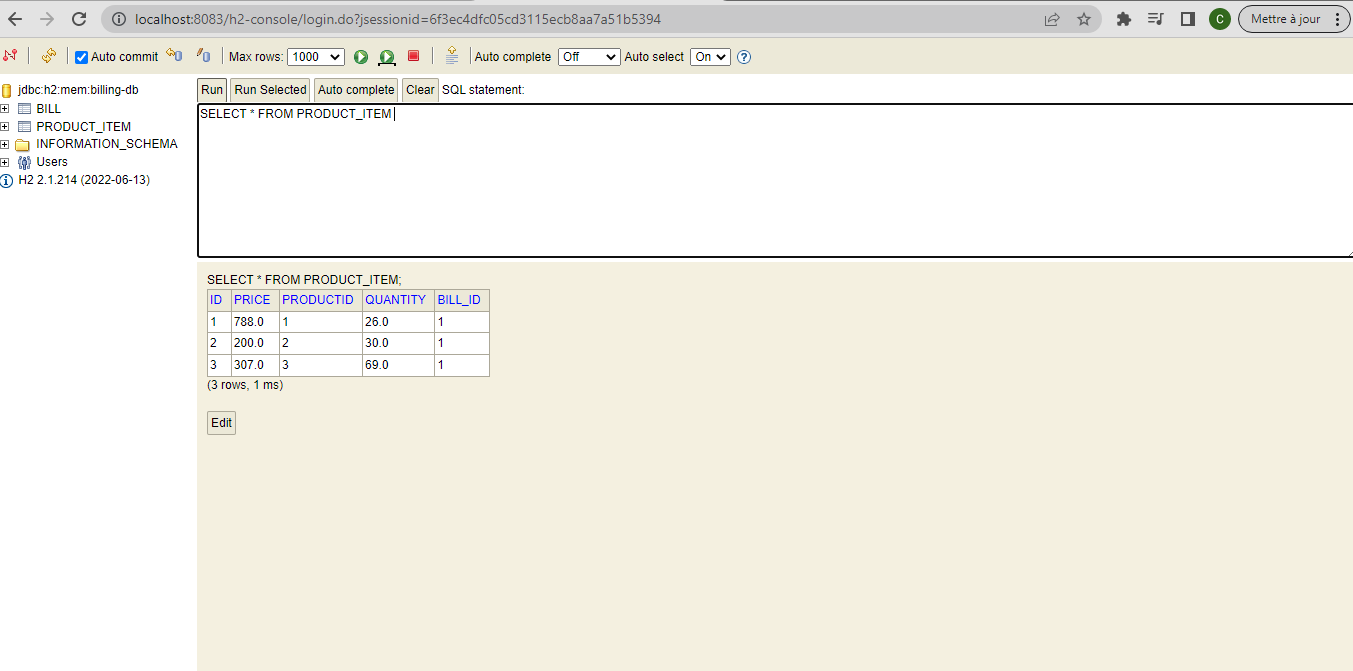 localhost:8083/h2-console/login.do?jsessionid=6f3ec4dfc05cd3115ecb8aa7a51b5394
C
Mettre à jour
Auto commit
Max rows: 1000
Auto complete Off
Auto select On
?
jdbc:h2:mem:billing-db
BILL
PRODUCT_ITEM
INFORMATION_SCHEMA
Users
H2 2.1.214 (2022-06-13)
Run Run Selected Auto complete Clear SQL statement:
SELECT * FROM PRODUCT_ITEM
SELECT * FROM PRODUCT_ITEM;
ID PRICE PRODUCTID QUANTITY BILL_ID
1 788.0 1 26.0 1
2 200.0 2 30.0 1
3 307.0 3 69.0 1
(3 rows, 1 ms)
Edit